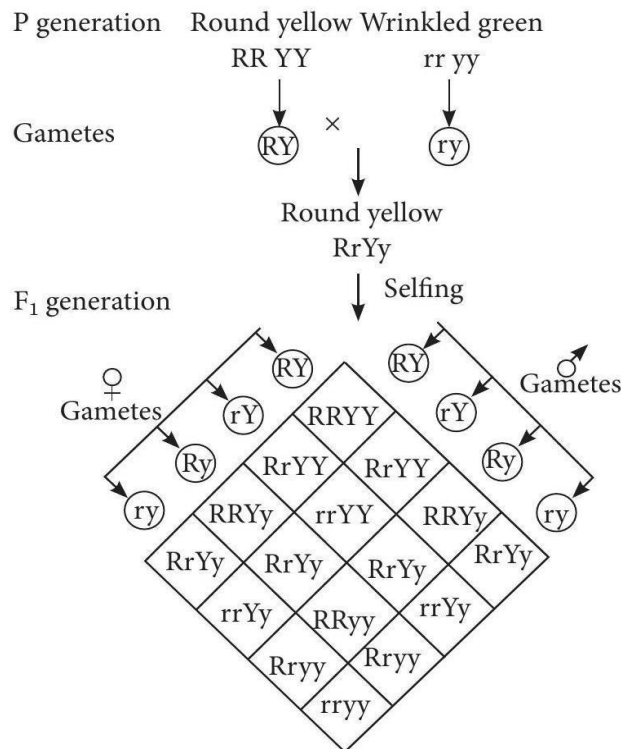 P generation Round yellow Wrinkled green
RR YY rr yy
Gametes RY × ry
Round yellow
RrYy
F₁ generation Selfing
RY RY
♀ ♂
Gametes rY rY Gametes
RRYY
Ry RrYY RrYY Ry
ry RRYy rrYY RRYy ry
RrYy RrYy RrYy RrYy
rrYy RRyy rrYy
Rryy Rryy
rryy